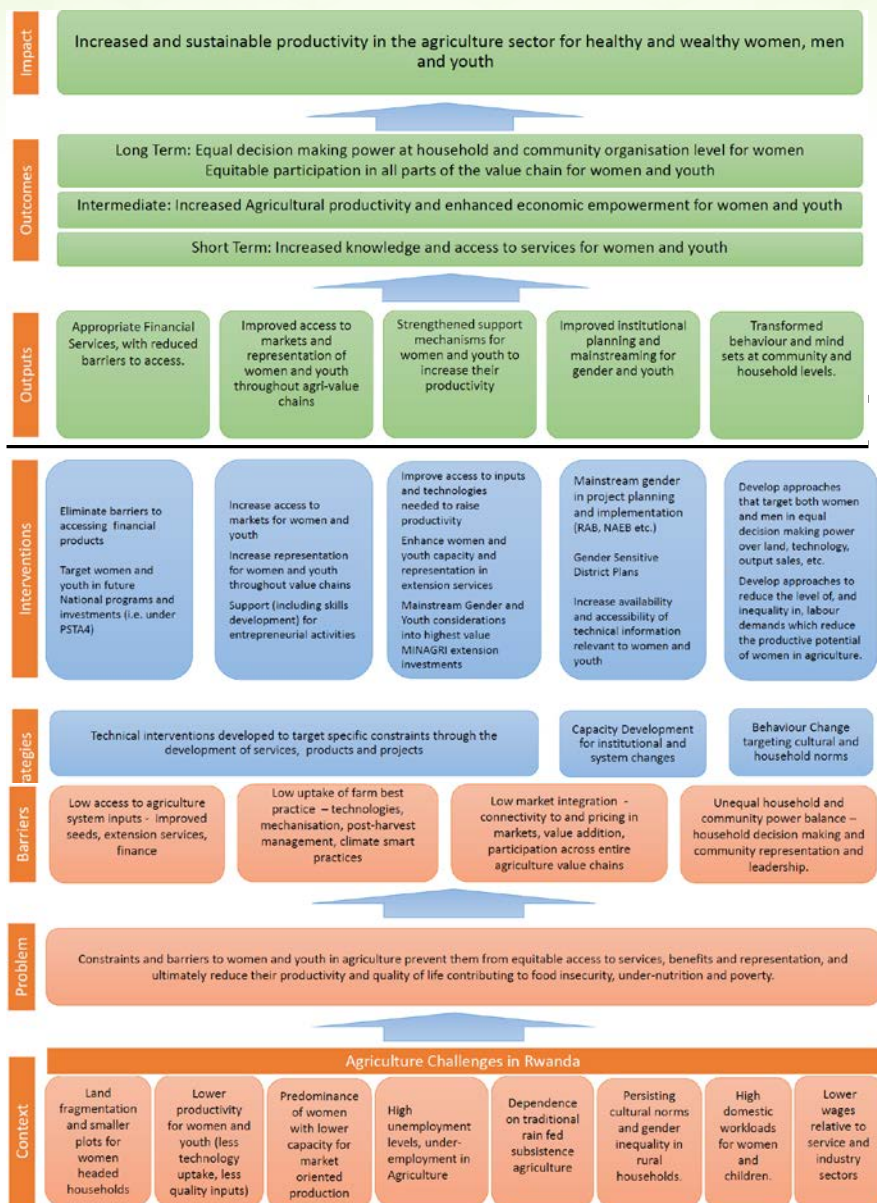 Impact
Increased and sustainable productivity in the agriculture sector for healthy and wealthy women, men
and youth
Outcomes
Long Term: Equal decision making power at household and community organisation level for women
Equitable participation in all parts of the value chain for women and youth
Intermediate: Increased Agricultural productivity and enhanced economic empowerment for women and youth
Short Term: Increased knowledge and access to services for women and youth
Outputs
Appropriate Financial
Services, with reduced
barriers to access.
Improved access to
markets and
representation of
women and youth
throughout agri-value
chains
Strengthened support
mechanisms for
women and youth to
increase their
productivity
Improved institutional
planning and
mainstreaming for
gender and youth
Transformed
behaviour and mind
sets at community and
household levels.
Interventions
Eliminate barriers to
accessing financial
products
Target women and
youth in future
National programs and
investments (i.e. under
PSTA4)
Increase access to
markets for women and
youth
Increase representation
for women and youth
throughout value chains
Support (including skills
development) for
entrepreneurial activities
Improve access to inputs
and technologies
needed to raise
productivity
Enhance women and
youth capacity and
representation in
extension services
Mainstream Gender and
Youth considerations
into highest value
MINAGRI extension
investments
Mainstream gender
in project planning
and implementation
(RAB, NAEB etc.)
Gender Sensitive
District Plans
Increase availability
and accessibility of
technical information
relevant to women and
youth
Develop approaches
that target both women
and men in equal
decision making power
over land, technology,
output sales, etc.
Develop approaches to
reduce the level of, and
inequality in, labour
demands which reduce
the productive potential
of women in agriculture.
rategies
Technical interventions developed to target specific constraints through the
development of services, products and projects
Capacity Development
for institutional and
system changes
Behaviour Change
targeting cultural and
household norms
Barriers
Low access to agriculture
system inputs - Improved
seeds, extension services,
finance
Low uptake of farm best
practice – technologies,
mechanisation, post-harvest
management, climate smart
practices
Low market integration -
connectivity to and pricing in
markets, value addition,
participation across entire
agriculture value chains
Unequal household and
community power balance –
household decision making and
community representation and
leadership.
Problem
Constraints and barriers to women and youth in agriculture prevent them from equitable access to services, benefits and representation, and
ultimately reduce their productivity and quality of life contributing to food insecurity, under-nutrition and poverty.
Context
Agriculture Challenges in Rwanda
Land
fragmentation
and smaller
plots for
women
headed
households
Lower
productivity
for women and
youth (less
technology
uptake, less
quality inputs)
Predominance
of women
with lower
capacity for
market
oriented
production
High
unemployment
levels, under-
employment in
Agriculture
Dependence
on traditional
rain fed
subsistence
agriculture
Persisting
cultural norms
and gender
inequality in
rural
households.
High
domestic
workloads for
women
and
children.
Lower
wages
relative to
service and
industry
sectors